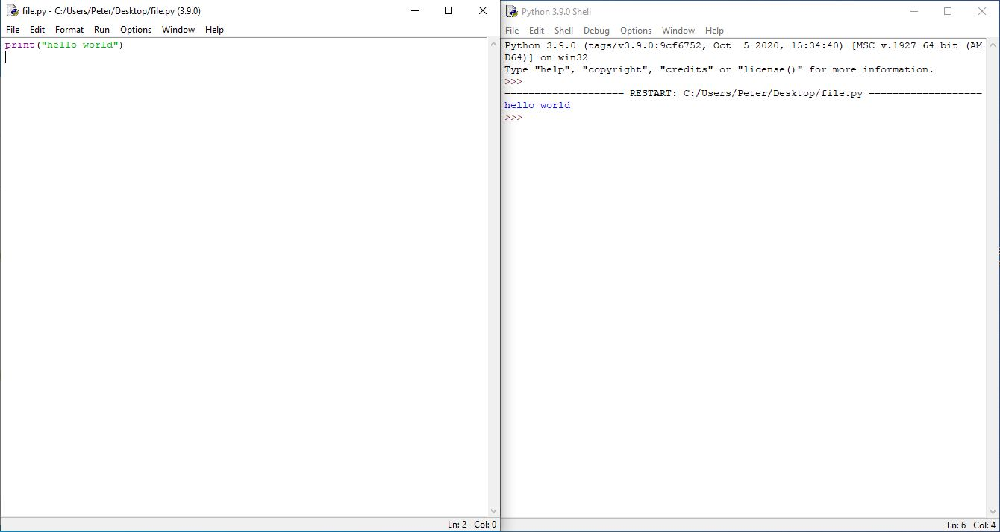 file.py - C:/Users/Peter/Desktop/file.py (3.9.0)
File Edit Format Run Options Window Help
print("hello world")
Ln: 2 Col: 0
Python 3.9.0 Shell
File Edit Shell Debug Options Window Help
Python 3.9.0 (tags/v3.9.0:9cf6752, Oct  5 2020, 15:34:40) [MSC v.1927 64 bit (AM
D64)] on win32
Type "help", "copyright", "credits" or "license()" for more information.
>>>
==================== RESTART: C:/Users/Peter/Desktop/file.py ===================
hello world
>>>
Ln: 6 Col: 4